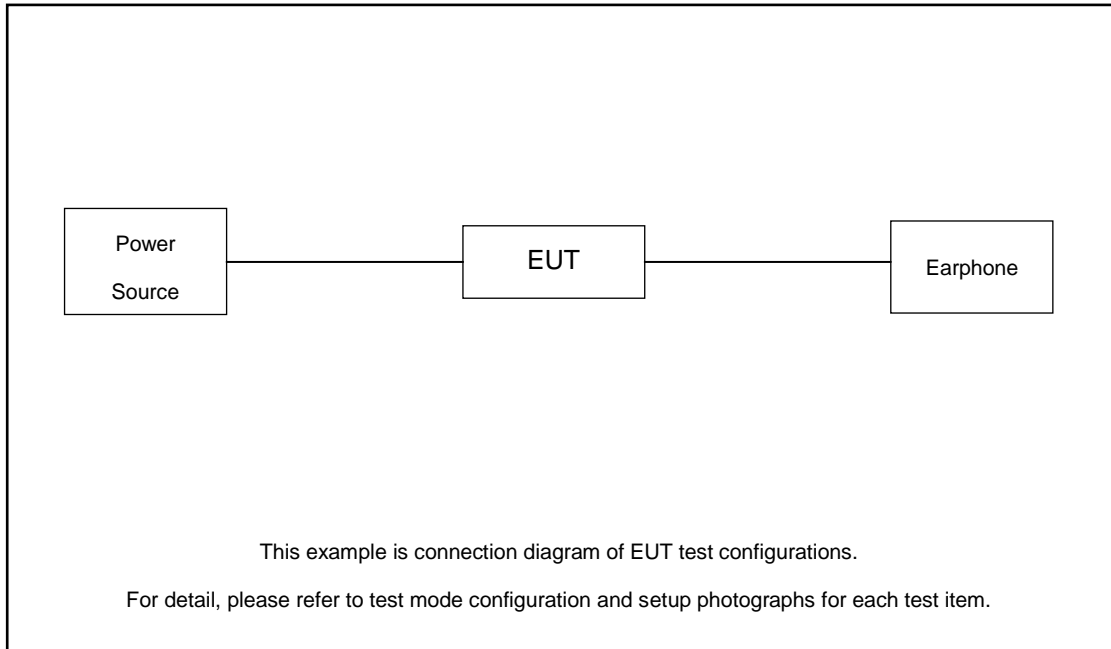 Power
Source
EUT
Earphone
This example is connection diagram of EUT test configurations.
For detail, please refer to test mode configuration and setup photographs for each test item.